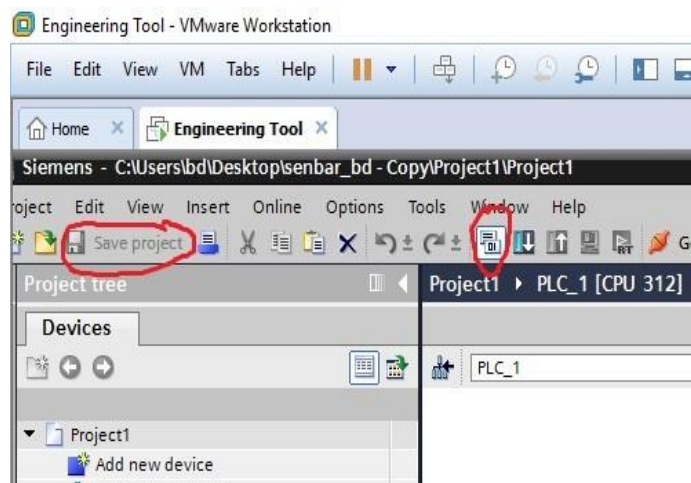 Engineering Tool - VMware Workstation
File Edit View VM Tabs Help
Home × Engineering Tool ×
Siemens - C:\Users\bd\Desktop\senbar_bd - Copy\Project1\Project1
roject Edit View Insert Online Options Tools Window Help
Save project G
Project tree Project1 PLC_1 [CPU 312]
Devices
PLC_1
Project1
Add new device